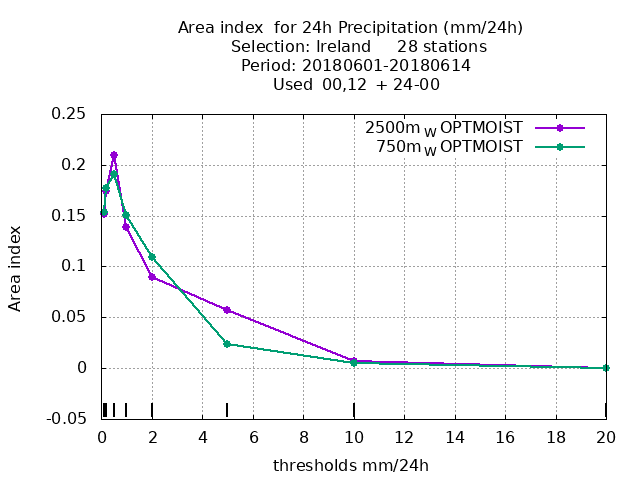 Area index  for 24h Precipitation (mm/24h)
Selection: Ireland     28 stations
Period: 20180601-20180614
Used  00,12  + 24-00
2500m W OPTMOIST
750m W OPTMOIST
0.25
0.2
0.15
0.1
0.05
0
-0.05
Area index
0 2 4 6 8 10 12 14 16 18 20
thresholds mm/24h